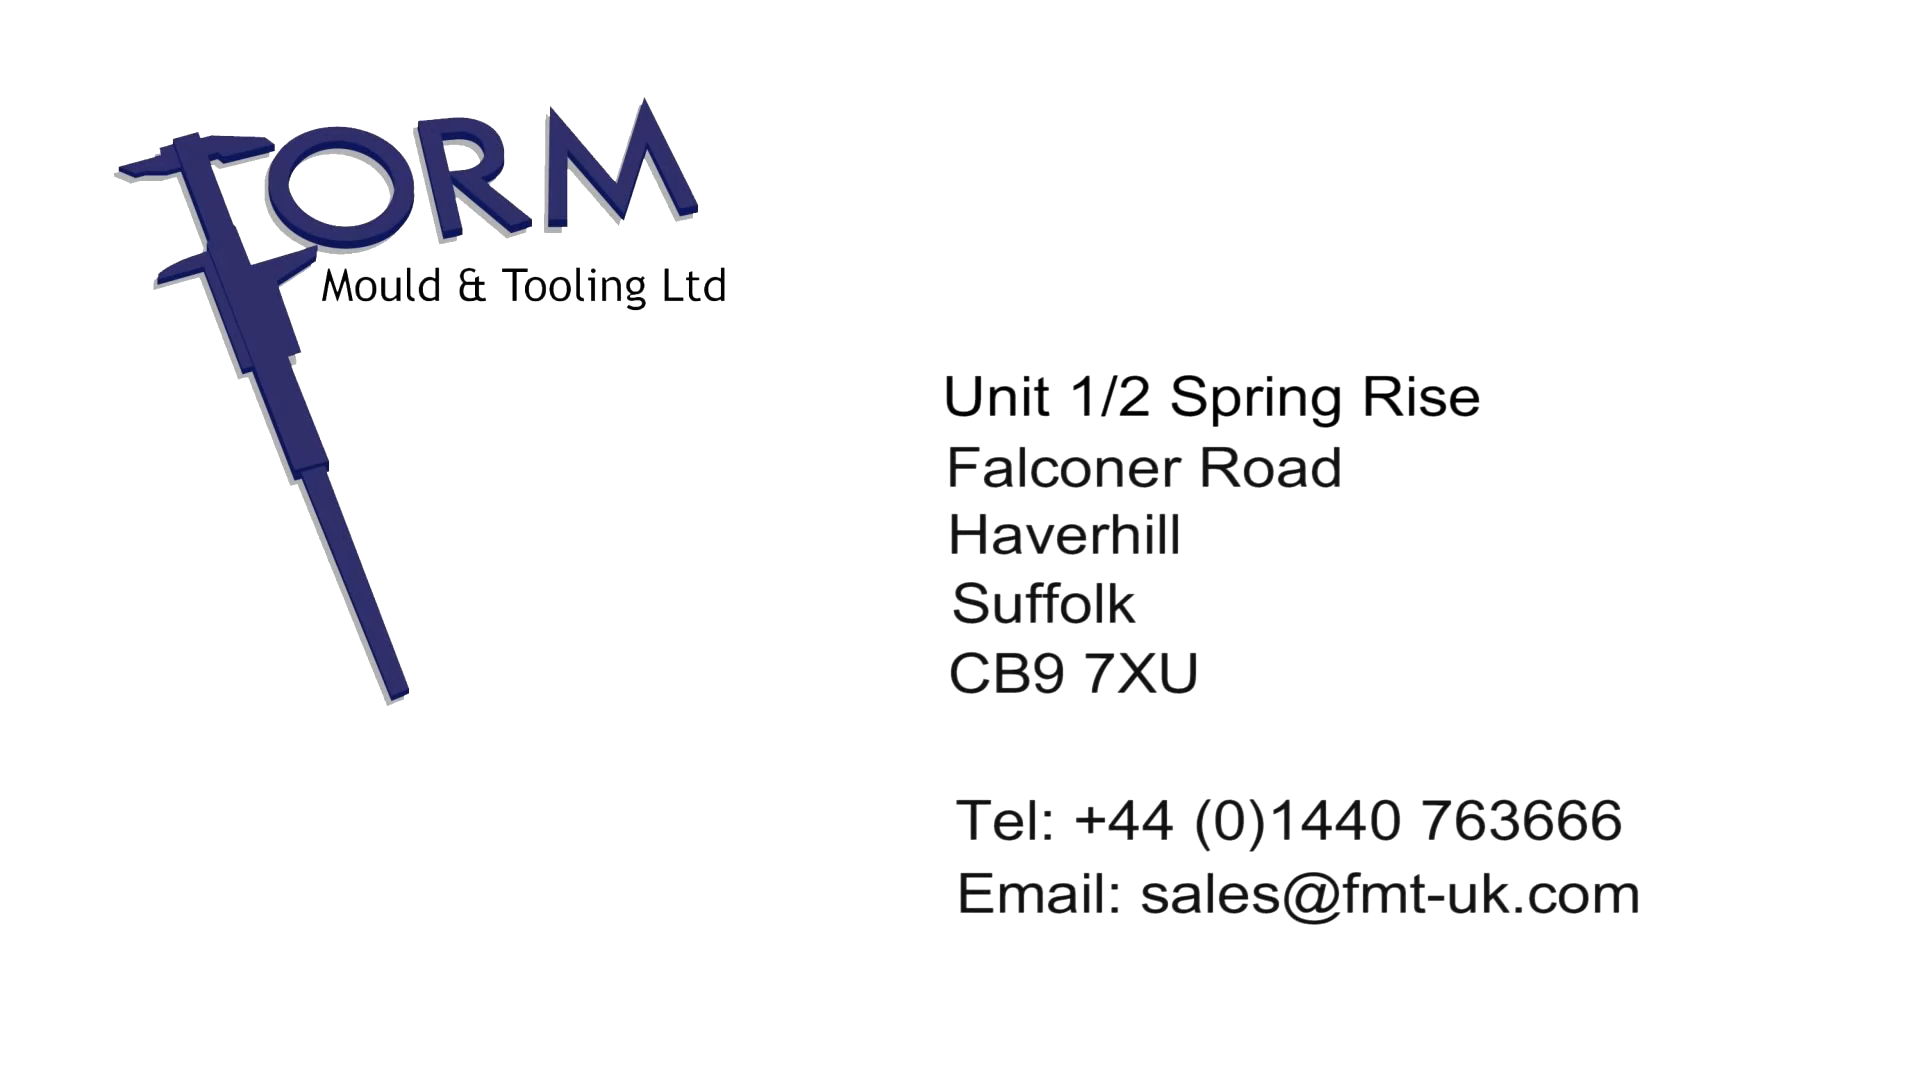 FORM
Mould & Tooling Ltd
Unit 1/2 Spring Rise
Falconer Road
Haverhill
Suffolk
CB9 7XU
Tel: +44 (0)1440 763666
Email: sales@fmt-uk.com